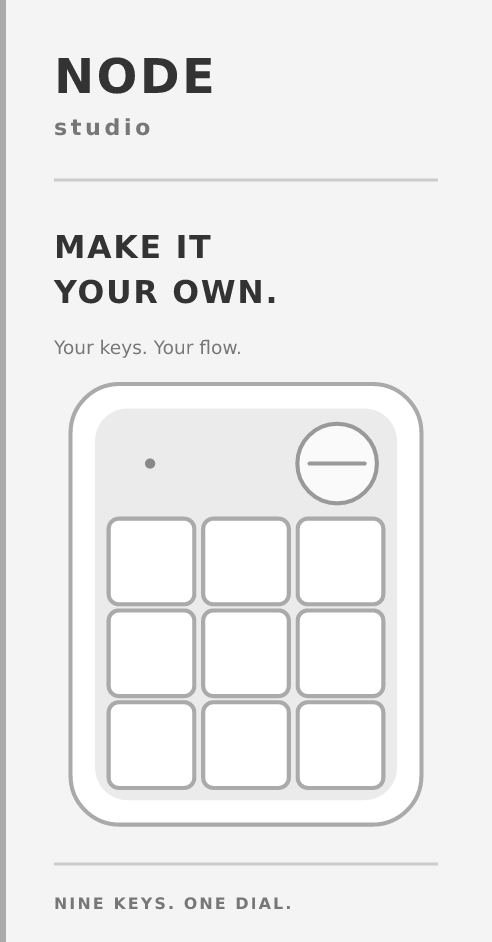 NODE
studio
MAKE IT
YOUR OWN.
Your keys. Your flow.
NINE KEYS. ONE DIAL.